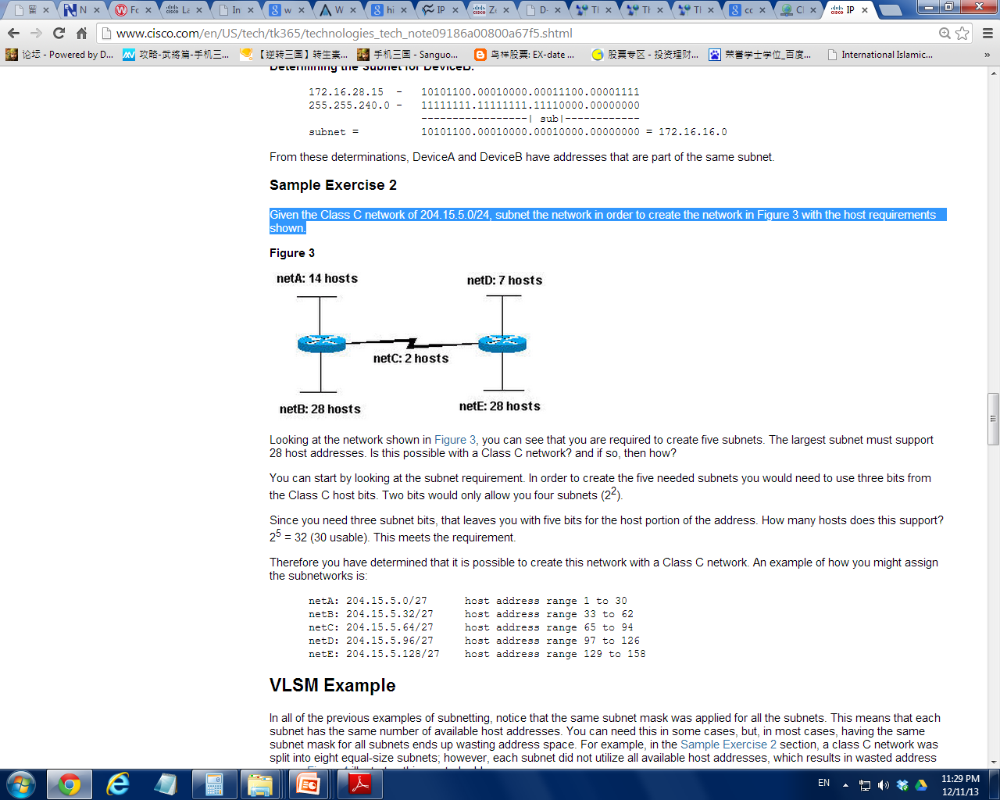 N
Fc
La
In
w
W
hi
IP
Ze
D-
Tl
Th
Tl
cc
Cl
IP
www.cisco.com/en/US/tech/tk365/technologies_tech_note09186a00800a67f5.shtml
论坛 - Powered by D...
攻略-武將篇-手机三...
【逆转三国】转生素...
手机三国 - Sanguo...
鸟样股票: EX-date ...
股票专区 - 投资理财...
荣誉学士学位_百度...
International Islamic...
»
Determining the Subnet for DeviceB:
172.16.28.15 - 10101100.00010000.00011100.00001111
255.255.240.0 - 11111111.11111111.11110000.00000000
-----------------| sub|------------
subnet = 10101100.00010000.00010000.00000000 = 172.16.16.0
From these determinations, DeviceA and DeviceB have addresses that are part of the same subnet.
Sample Exercise 2
Given the Class C network of 204.15.5.0/24, subnet the network in order to create the network in Figure 3 with the host requirements
shown.
Figure 3
netA: 14 hosts
netD: 7 hosts
netC: 2 hosts
netB: 28 hosts
netE: 28 hosts
Looking at the network shown in Figure 3, you can see that you are required to create five subnets. The largest subnet must support
28 host addresses. Is this possible with a Class C network? and if so, then how?
You can start by looking at the subnet requirement. In order to create the five needed subnets you would need to use three bits from
the Class C host bits. Two bits would only allow you four subnets (2²).
Since you need three subnet bits, that leaves you with five bits for the host portion of the address. How many hosts does this support?
2⁵ = 32 (30 usable). This meets the requirement.
Therefore you have determined that it is possible to create this network with a Class C network. An example of how you might assign
the subnetworks is:
netA: 204.15.5.0/27 host address range 1 to 30
netB: 204.15.5.32/27 host address range 33 to 62
netC: 204.15.5.64/27 host address range 65 to 94
netD: 204.15.5.96/27 host address range 97 to 126
netE: 204.15.5.128/27 host address range 129 to 158
VLSM Example
In all of the previous examples of subnetting, notice that the same subnet mask was applied for all the subnets. This means that each
subnet has the same number of available host addresses. You can need this in some cases, but, in most cases, having the same
subnet mask for all subnets ends up wasting address space. For example, in the Sample Exercise 2 section, a class C network was
split into eight equal-size subnets; however, each subnet did not utilize all available host addresses, which results in wasted address
EN
11:29 PM
12/11/13